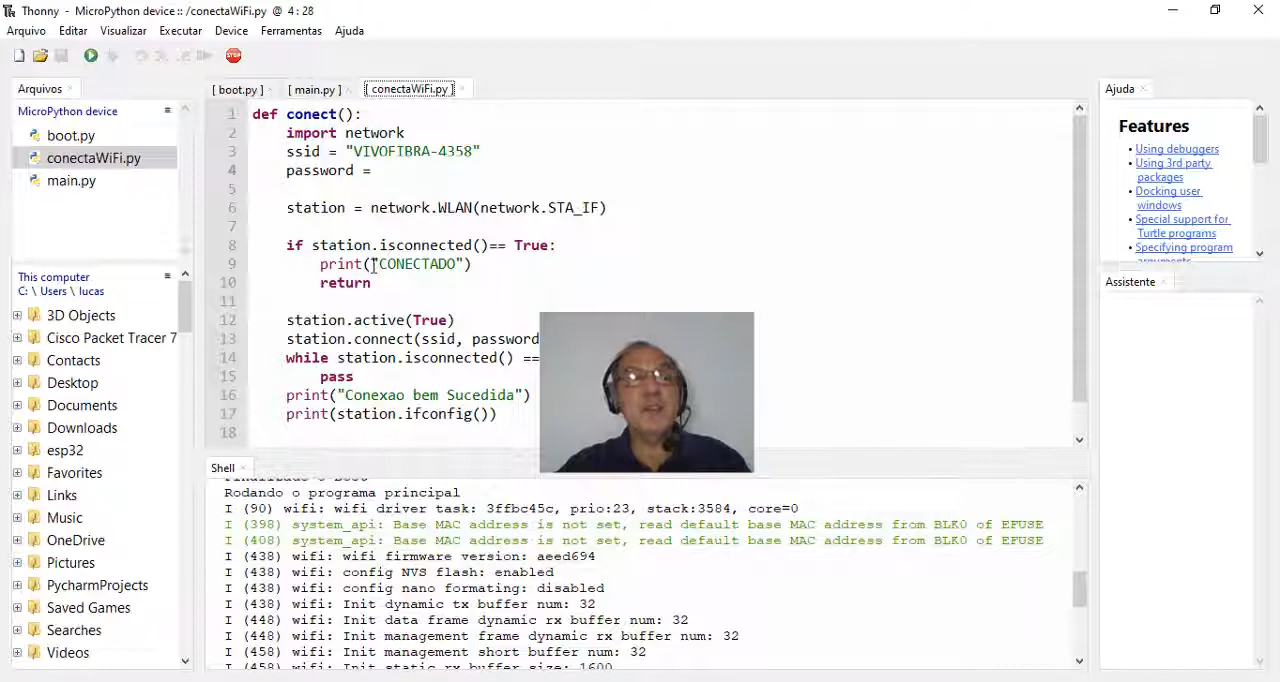 Thonny - MicroPython device :: /conectaWiFi.py @ 4 : 28
Arquivo Editar Visualizar Executar Device Ferramentas Ajuda
STOP
Arquivos
MicroPython device
boot.py
conectaWiFi.py
main.py
This computer
C: \ Users \ lucas
3D Objects
Cisco Packet Tracer 7
Contacts
Desktop
Documents
Downloads
esp32
Favorites
Links
Music
OneDrive
Pictures
PycharmProjects
Saved Games
Searches
Videos
[ boot.py ] [ main.py ] [ conectaWiFi.py ]
1 def conect():
2 import network
3 ssid = "VIVOFIBRA-4358"
4 password =
5
6 station = network.WLAN(network.STA_IF)
7
8 if station.isconnected()== True:
9 print("CONECTADO")
10 return
11
12 station.active(True)
13 station.connect(ssid, password
14 while station.isconnected() ==
15 pass
16 print("Conexao bem Sucedida")
17 print(station.ifconfig())
18
Shell
Rodando o programa principal
I (90) wifi: wifi driver task: 3ffbc45c, prio:23, stack:3584, core=0
I (398) system_api: Base MAC address is not set, read default base MAC address from BLK0 of EFUSE
I (408) system_api: Base MAC address is not set, read default base MAC address from BLK0 of EFUSE
I (438) wifi: wifi firmware version: aeed694
I (438) wifi: config NVS flash: enabled
I (438) wifi: config nano formating: disabled
I (438) wifi: Init dynamic tx buffer num: 32
I (448) wifi: Init data frame dynamic rx buffer num: 32
I (448) wifi: Init management frame dynamic rx buffer num: 32
I (458) wifi: Init management short buffer num: 32
I (458) wifi: Init static rx buffer size: 1600
Ajuda
Features
• Using debuggers
• Using 3rd party
packages
• Docking user
windows
• Special support for
Turtle programs
• Specifying program
Assistente